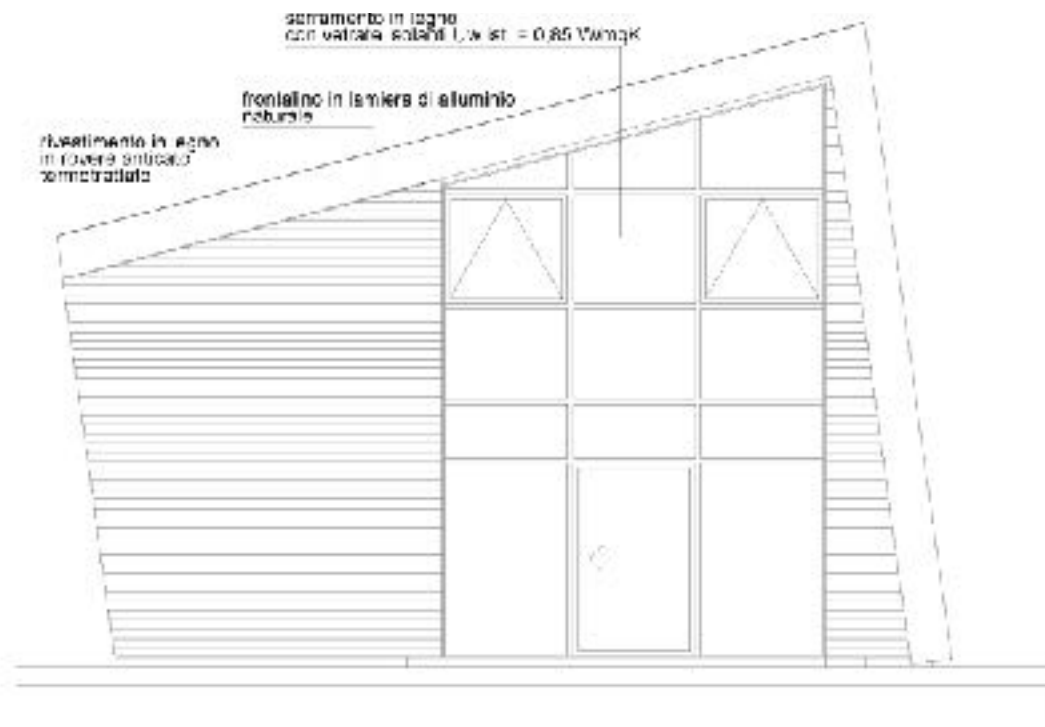 serramento in legno
con vetrate isolanti Uw ist. = 0,85 W/mqK
frontalino in lamiera di alluminio
naturale
rivestimento in legno
in rovere anticato
termotrattato